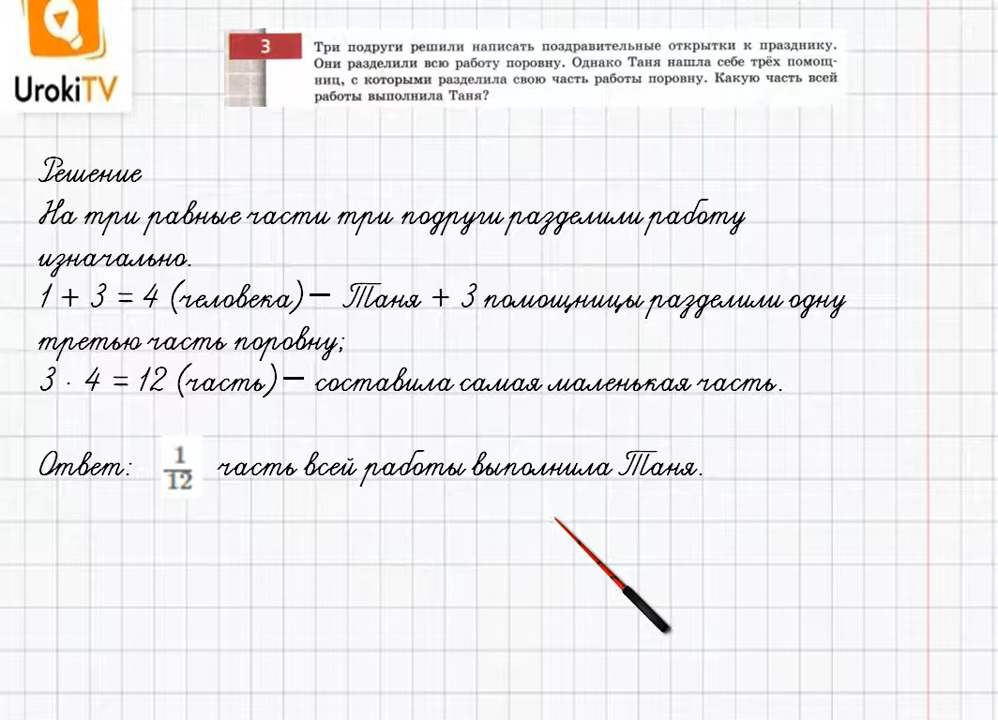 UrokiTV
3
Три подруги решили написать поздравительные открытки к празднику.
Они разделили всю работу поровну. Однако Таня нашла себе трёх помощ-
ниц, с которыми разделила свою часть работы поровну. Какую часть всей
работы выполнила Таня?
Решение
На три равные части три подруги разделили работу
изначально.
1 + 3 = 4 (человека) — Таня + 3 помощницы разделили одну
третью часть поровну;
3 · 4 = 12 (часть) — составила самая маленькая часть.
Ответ: 1/12 часть всей работы выполнила Таня.